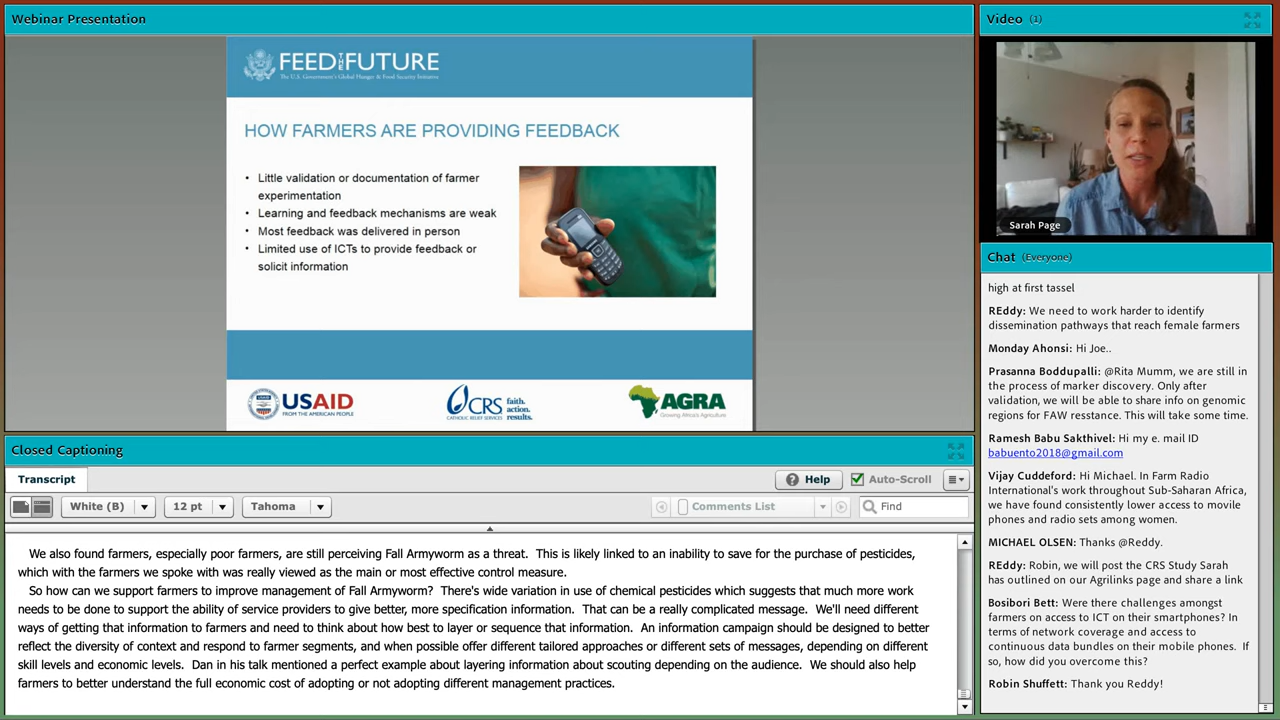 Webinar Presentation
FEED THE FUTURE
The U.S. Government's Global Hunger & Food Security Initiative
HOW FARMERS ARE PROVIDING FEEDBACK
• Little validation or documentation of farmer
experimentation
• Learning and feedback mechanisms are weak
• Most feedback was delivered in person
• Limited use of ICTs to provide feedback or
solicit information
USAID
FROM THE AMERICAN PEOPLE
CRS
CATHOLIC RELIEF SERVICES
faith.
action.
results.
AGRA
Growing Africa's Agriculture
Video (1)
Sarah Page
Chat (Everyone)
high at first tassel
REddy: We need to work harder to identify
dissemination pathways that reach female farmers
Monday Ahonsi: Hi Joe..
Prasanna Boddupalli: @Rita Mumm, we are still in
the process of marker discovery. Only after
validation, we will be able to share info on genomic
regions for FAW resstance. This will take some time.
Ramesh Babu Sakthivel: Hi my e. mail ID
babuento2018@gmail.com
Vijay Cuddeford: Hi Michael. In Farm Radio
International's work throughout Sub-Saharan Africa,
we have found consistently lower access to movile
phones and radio sets among women.
MICHAEL OLSEN: Thanks @Reddy.
REddy: Robin, we will post the CRS Study Sarah
has outlined on our Agrilinks page and share a link
Bosibori Bett: Were there challenges amongst
farmers on access to ICT on their smartphones? In
terms of network coverage and access to
continuous data bundles on their mobile phones. If
so, how did you overcome this?
Robin Shuffett: Thank you Reddy!
Closed Captioning
Transcript
Help
Auto-Scroll
White (B)
12 pt
Tahoma
Comments List
Find
We also found farmers, especially poor farmers, are still perceiving Fall Armyworm as a threat. This is likely linked to an inability to save for the purchase of pesticides,
which with the farmers we spoke with was really viewed as the main or most effective control measure.
So how can we support farmers to improve management of Fall Armyworm? There's wide variation in use of chemical pesticides which suggests that much more work
needs to be done to support the ability of service providers to give better, more specification information. That can be a really complicated message. We'll need different
ways of getting that information to farmers and need to think about how best to layer or sequence that information. An information campaign should be designed to better
reflect the diversity of context and respond to farmer segments, and when possible offer different tailored approaches or different sets of messages, depending on different
skill levels and economic levels. Dan in his talk mentioned a perfect example about layering information about scouting depending on the audience. We should also help
farmers to better understand the full economic cost of adopting or not adopting different management practices.